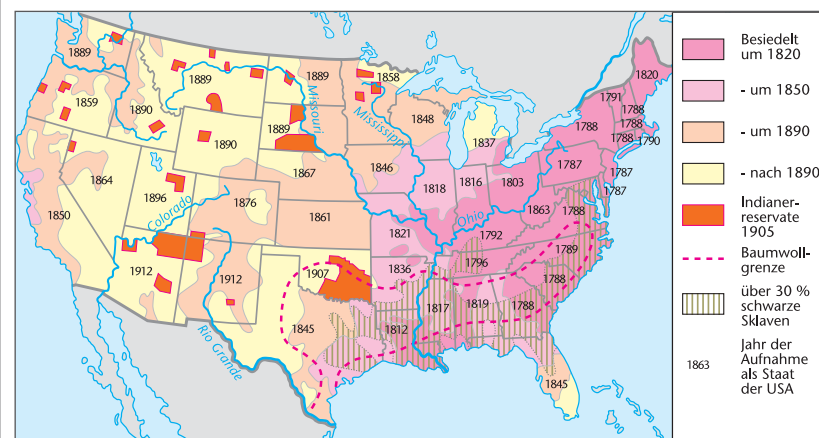 1889
1889
1889
1858
1820
1859
1890
Missouri
1791
1788
1788
1848
Mississippi
1788
1788
1790
1889
1837
1890
1787
1787
1787
1864
1896
1867
1846
1818
1816
1803
1850
1876
Colorado
1861
1821
Ohio
1863
1788
1792
1789
1912
1912
1907
1836
1796
1788
Rio Grande
1845
1812
1817
1819
1788
1845
Besiedelt
um 1820
- um 1850
- um 1890
- nach 1890
Indianer-
reservate
1905
Baumwoll-
grenze
über 30 %
schwarze
Sklaven
1863
Jahr der
Aufnahme
als Staat
der USA